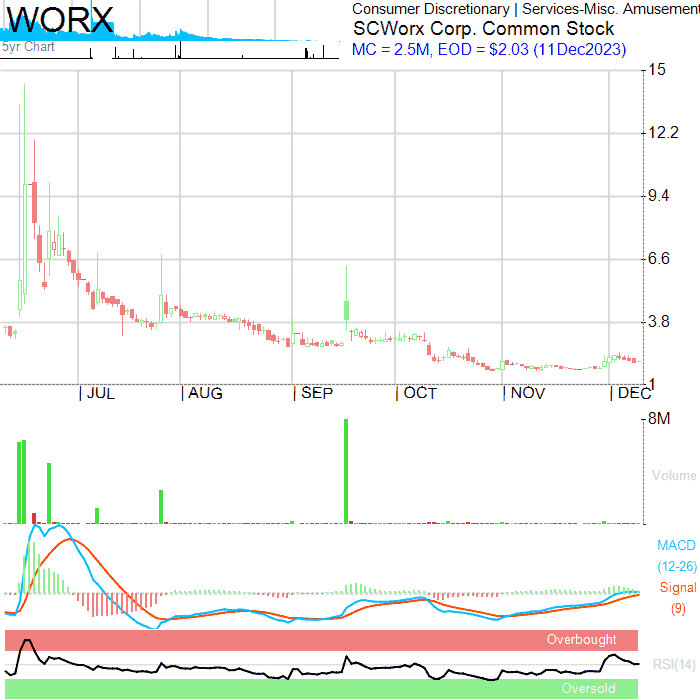 WORX
Consumer Discretionary | Services-Misc. Amusement
SCWorx Corp. Common Stock
5yr Chart
MC = 2.5M, EOD = $2.03 (11Dec2023)
15
12.2
9.4
6.6
3.8
1
JUL
AUG
SEP
OCT
NOV
DEC
8M
Volume
MACD
(12-26)
Signal
(9)
Overbought
RSI(14)
Oversold